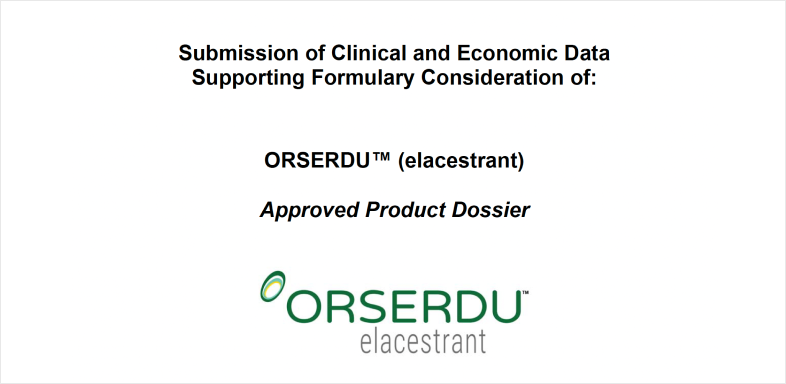 Submission of Clinical and Economic Data
Supporting Formulary Consideration of:
ORSERDU™ (elacestrant)
Approved Product Dossier
ORSERDU™
elacestrant